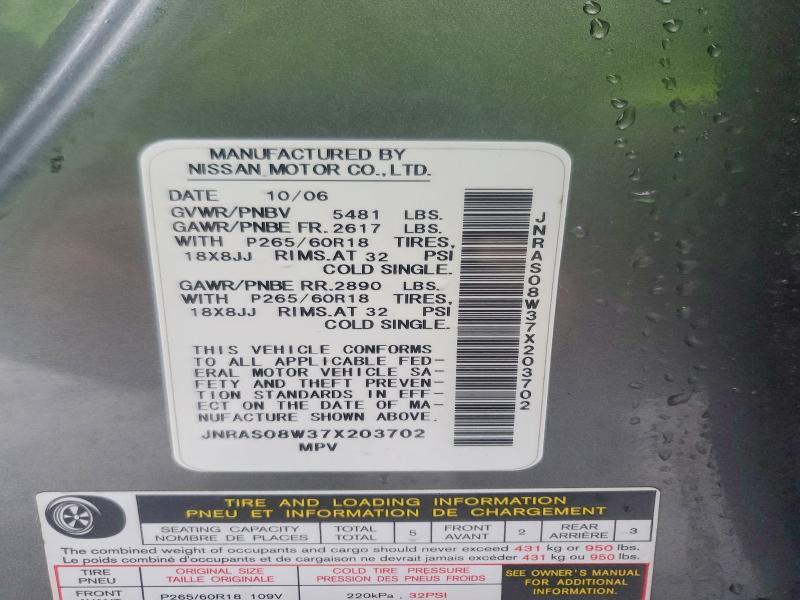 MANUFACTURED BY
NISSAN MOTOR CO., LTD.
DATE 10/06
GVWR/PNBV 5481 LBS.
GAWR/PNBE FR. 2617 LBS.
WITH P265/60R18 TIRES,
18X8JJ RIMS. AT 32 PSI
COLD SINGLE.
GAWR/PNBE RR. 2890 LBS.
WITH P265/60R18 TIRES,
18X8JJ RIMS. AT 32 PSI
COLD SINGLE.
THIS VEHICLE CONFORMS
TO ALL APPLICABLE FED-
ERAL MOTOR VEHICLE SA-
FETY AND THEFT PREVEN-
TION STANDARDS IN EFF-
ECT ON THE DATE OF MA-
NUFACTURE SHOWN ABOVE.
JNRAS08W37X203702
MPV
JNRAS08W37X203702
TIRE AND LOADING INFORMATION
PNEU ET INFORMATION DE CHARGEMENT
SEATING CAPACITY TOTAL 5 FRONT 2 REAR 3
NOMBRE DE PLACES TOTAL AVANT ARRIÈRE
The combined weight of occupants and cargo should never exceed 431 kg or 950 lbs.
Le poids combiné d'occupants et de cargaison ne devrait jamais excéder 431 kg ou 950 lbs.
TIRE ORIGINAL SIZE COLD TIRE PRESSURE
PNEU TAILLE ORIGINALE PRESSION DES PNEUS FROIDS
SEE OWNER'S MANUAL
FOR ADDITIONAL
INFORMATION.
FRONT P265/60R18 109V 220kPa, 32PSI